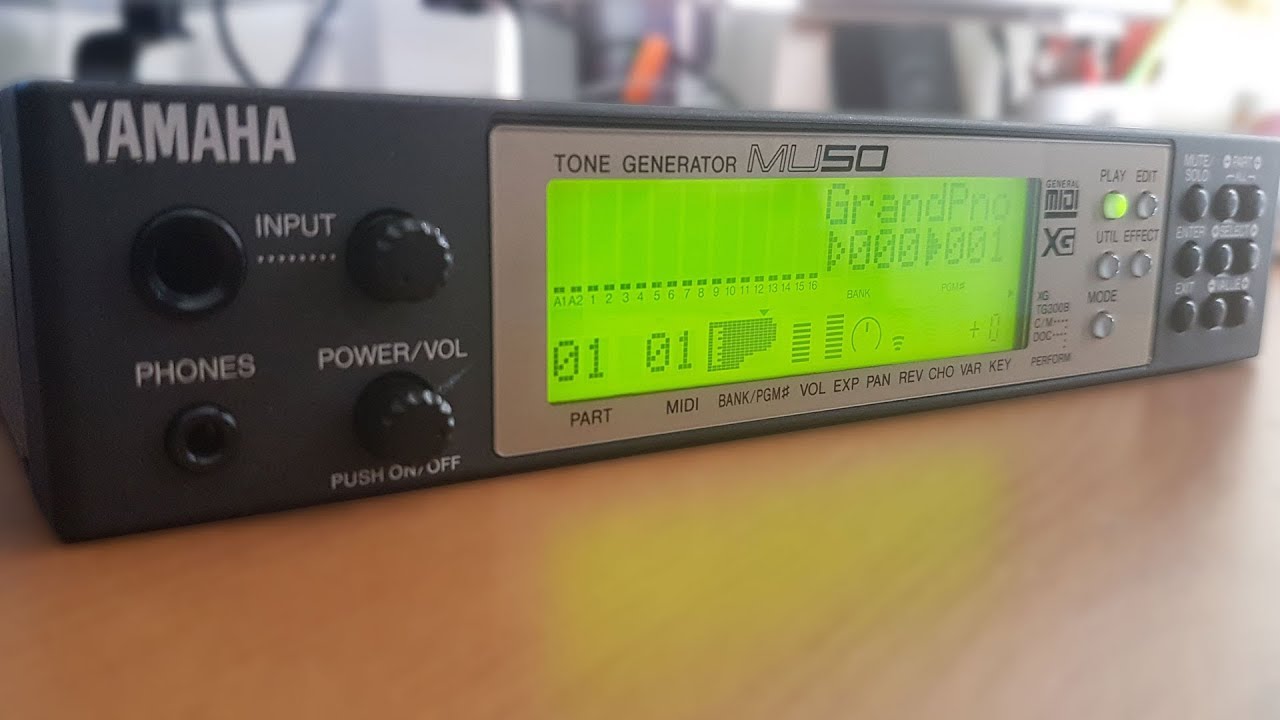 YAMAHA
INPUT
PHONES
POWER/VOL
PUSH ON/OFF
TONE GENERATOR MU50
GrandPno
000 001
A1 A2 1 2 3 4 5 6 7 8 9 10 11 12 13 14 15 16
BANK PGM#
01 01 +0
PART MIDI BANK/PGM# VOL EXP PAN REV CHO VAR KEY
GENERAL
MIDI
XG
XG
TG300B
C/M
DOC
PERFORM
PLAY EDIT
UTIL EFFECT
MODE
MUTE/
SOLO
PART
ALL
ENTER
SELECT
EXIT
VALUE